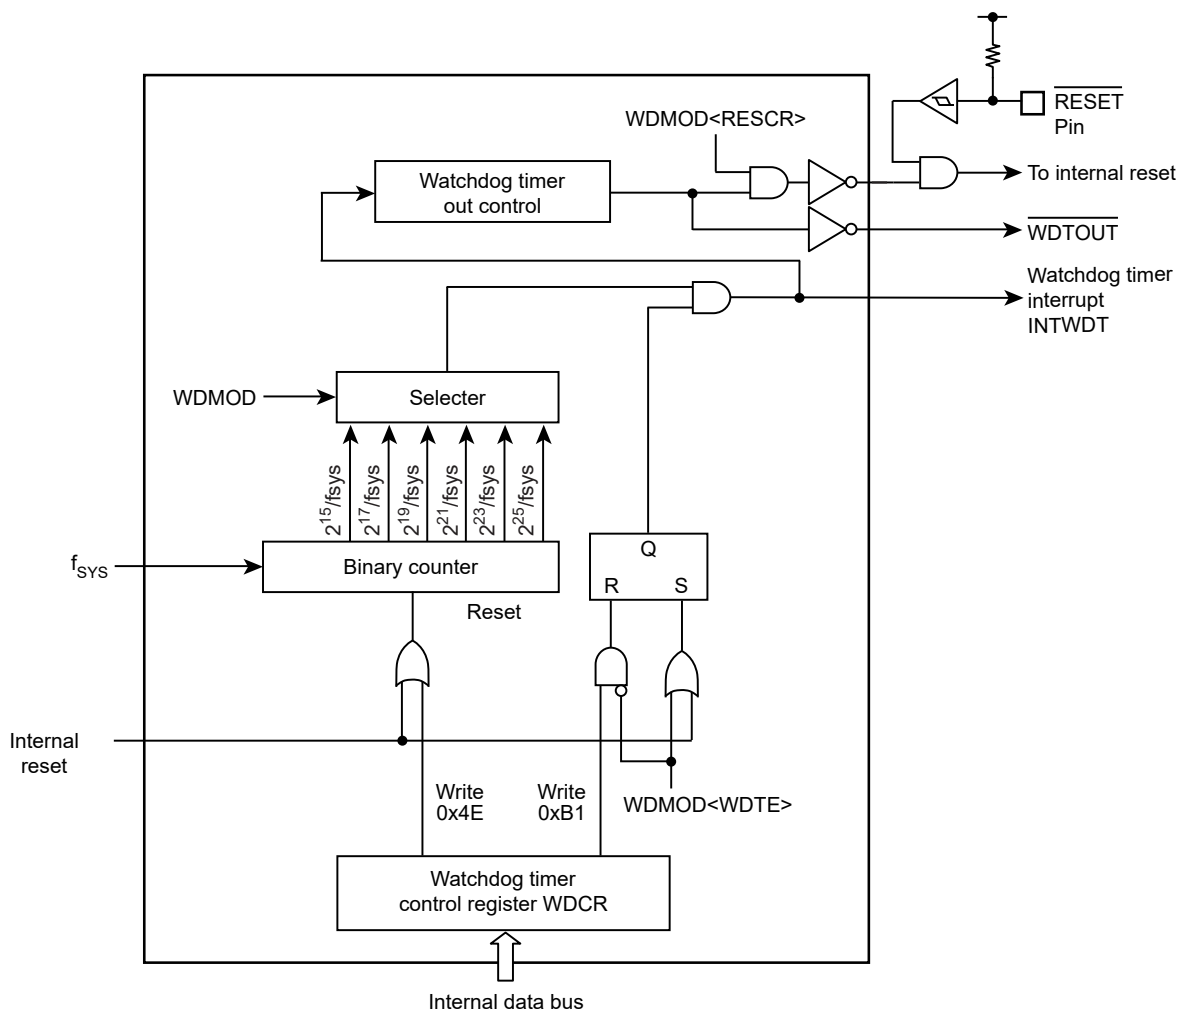 RESET
Pin
WDMOD<RESCR>
Watchdog timer
out control
To internal reset
WDTOUT
Watchdog timer
interrupt
INTWDT
WDMOD
Selecter
2^15/fsys
2^17/fsys
2^19/fsys
2^21/fsys
2^23/fsys
2^25/fsys
fSYS
Binary counter
Q
R
S
Reset
Internal
reset
Write
0x4E
Write
0xB1
WDMOD<WDTE>
Watchdog timer
control register WDCR
Internal data bus